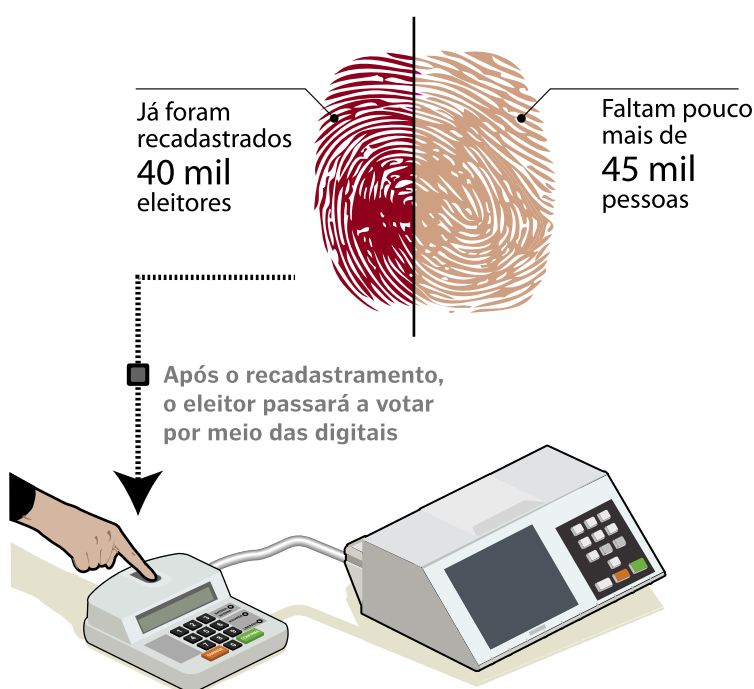 Já foram
recadastrados
40 mil
eleitores
Faltam pouco
mais de
45 mil
pessoas
Após o recadastramento,
o eleitor passará a votar
por meio das digitais